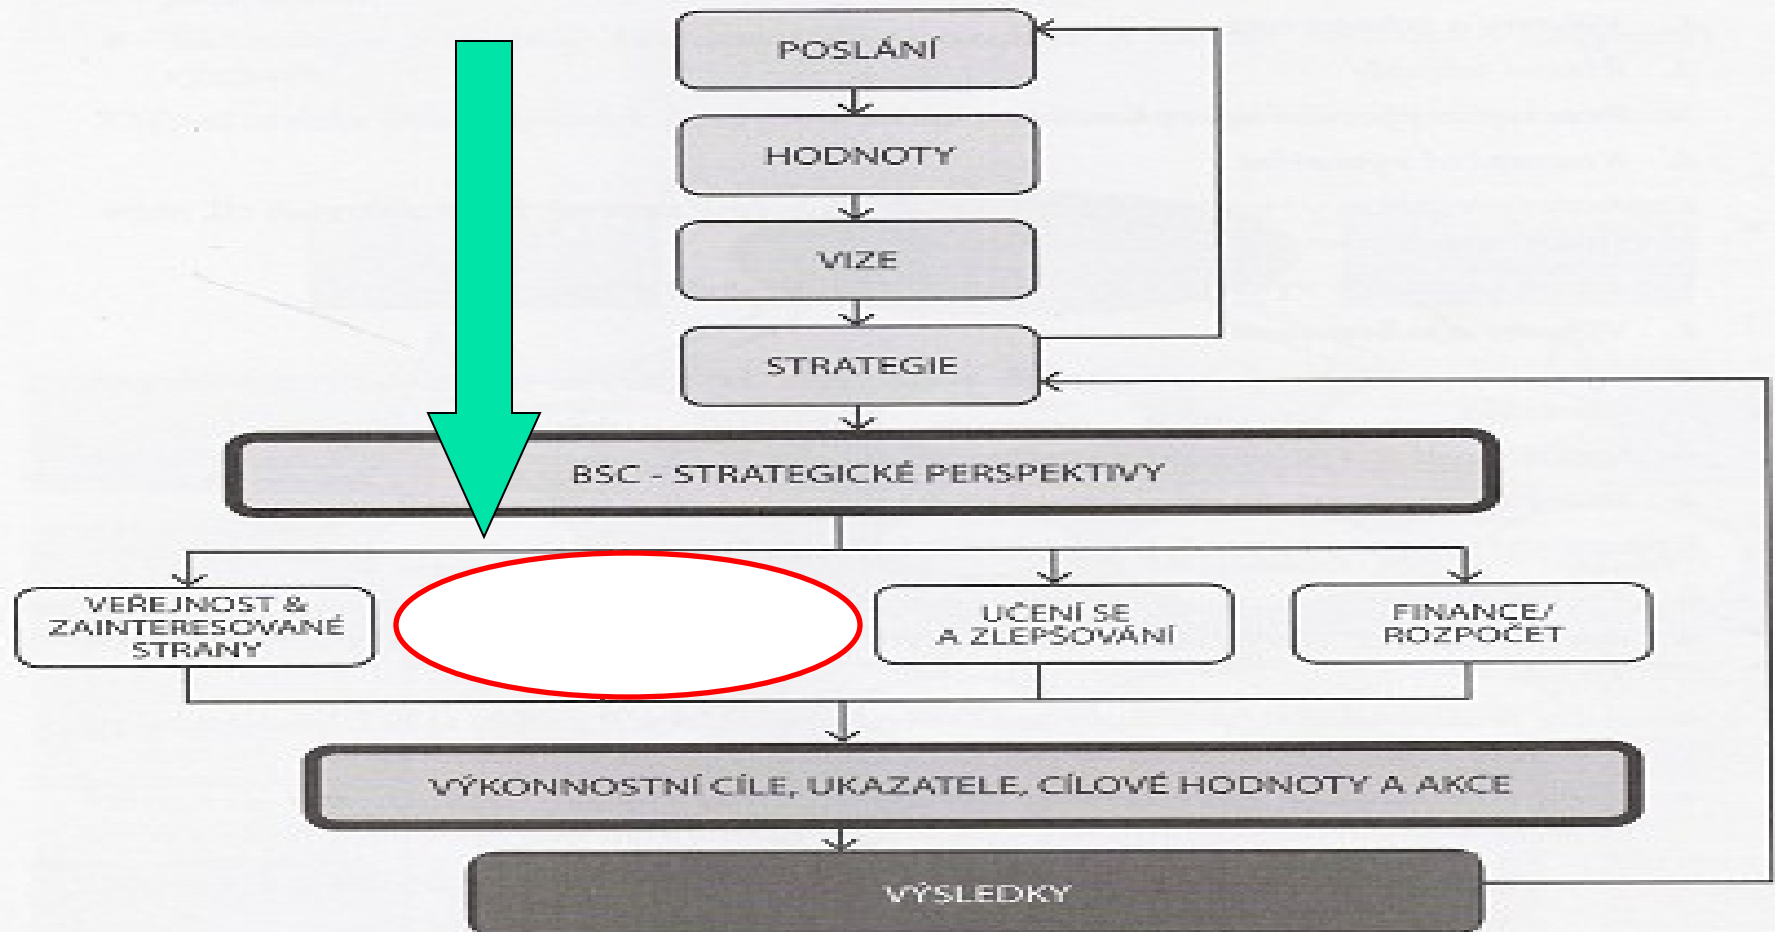 POSLÁNÍ
HODNOTY
VIZE
STRATEGIE
BSC - STRATEGICKÉ PERSPEKTIVY
VEŘEJNOST &
ZAINTERESOVANÉ
STRANY
UČENÍ SE
A ZLEPŠOVÁNÍ
FINANCE/
ROZPOČET
VÝKONNOSTNÍ CÍLE, UKAZATELE, CÍLOVÉ HODNOTY A AKCE
VÝSLEDKY